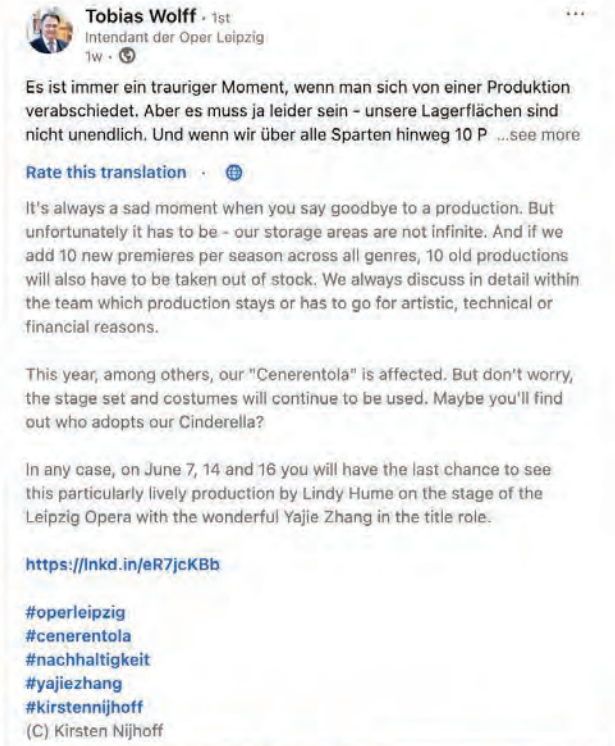 Tobias Wolff · 1st
...
Intendant der Oper Leipzig
1w ·
Es ist immer ein trauriger Moment, wenn man sich von einer Produktion
verabschiedet. Aber es muss ja leider sein - unsere Lagerflächen sind
nicht unendlich. Und wenn wir über alle Sparten hinweg 10 P ...see more
Rate this translation ·
It's always a sad moment when you say goodbye to a production. But
unfortunately it has to be - our storage areas are not infinite. And if we
add 10 new premieres per season across all genres, 10 old productions
will also have to be taken out of stock. We always discuss in detail within
the team which production stays or has to go for artistic, technical or
financial reasons.
This year, among others, our "Cenerentola" is affected. But don't worry,
the stage set and costumes will continue to be used. Maybe you'll find
out who adopts our Cinderella?
In any case, on June 7, 14 and 16 you will have the last chance to see
this particularly lively production by Lindy Hume on the stage of the
Leipzig Opera with the wonderful Yajie Zhang in the title role.
https://lnkd.in/eR7jcKBb
#operleipzig
#cenerentola
#nachhaltigkeit
#yajiezhang
#kirstennijhoff
(C) Kirsten Nijhoff